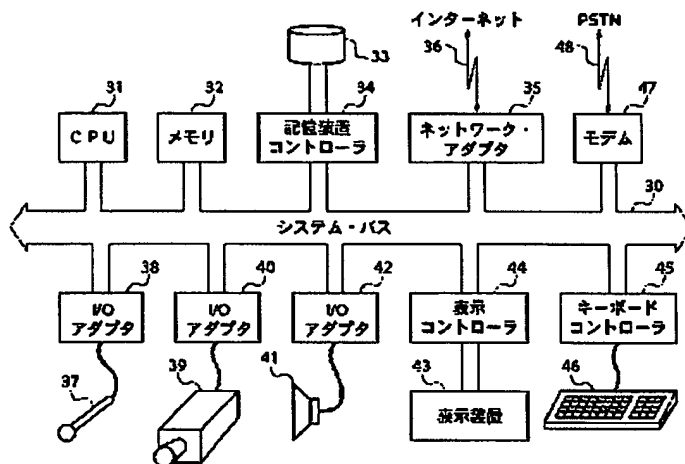 インターネット
PSTN
36
48
33
31
32
34
35
47
CPU
メモリ
記憶装置
コントローラ
ネットワーク・
アダプタ
モデム
30
システム・バス
38
40
42
44
45
I/O
アダプタ
I/O
アダプタ
I/O
アダプタ
表示
コントローラ
キーボード
コントローラ
37
39
41
43
46
表示装置